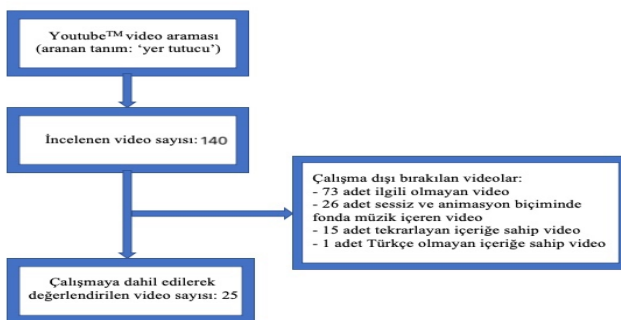 Youtube™ video araması
(aranan tanım: ‘yer tutucu’)
İncelenen video sayısı: 140
Çalışma dışı bırakılan videolar:
- 73 adet ilgili olmayan video
- 26 adet sessiz ve animasyon biçiminde
fonda müzik içeren video
- 15 adet tekrarlayan içeriğe sahip video
- 1 adet Türkçe olmayan içeriğe sahip video
Çalışmaya dahil edilerek
değerlendirilen video sayısı: 25